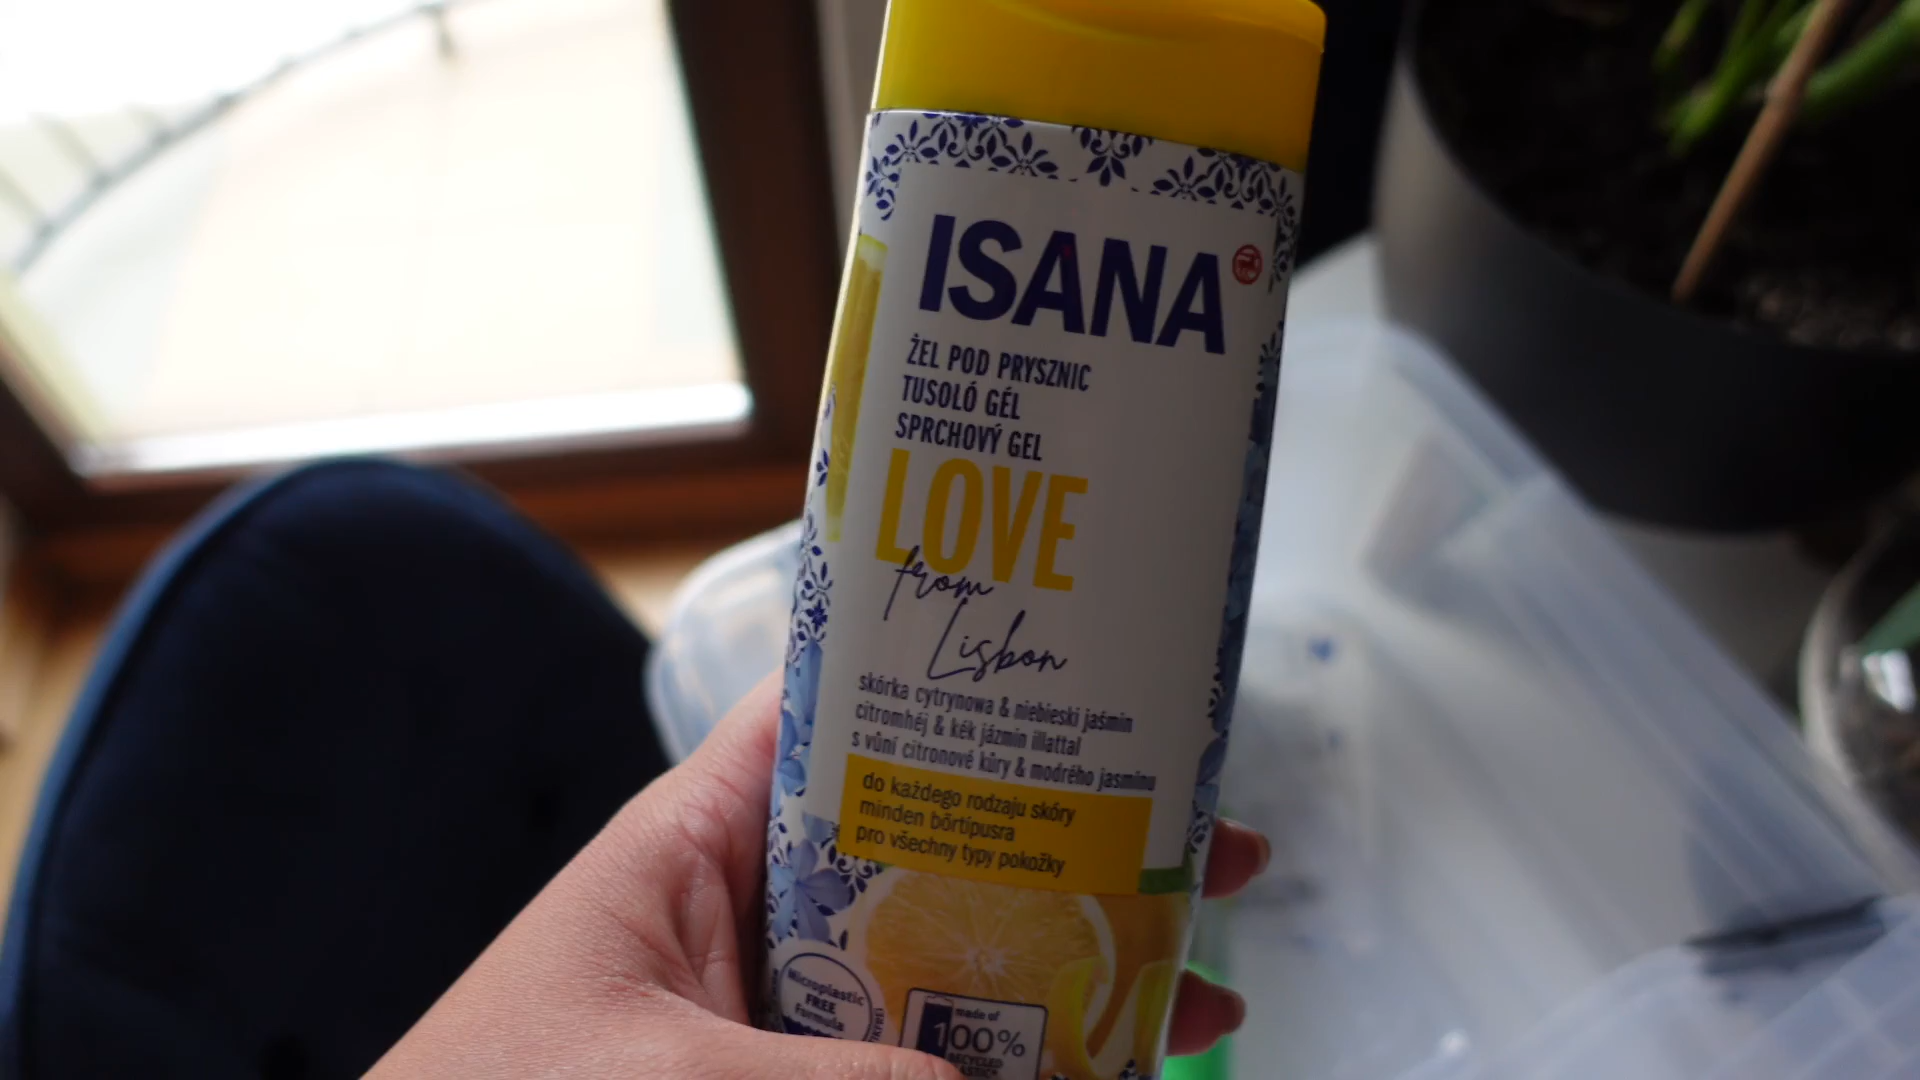 ISANA
ŻEL POD PRYSZNIC
TUSOLÓ GÉL
SPRCHOVÝ GEL
LOVE
from
Lisbon
skórka cytrynowa & niebieski jaśmin
citromhéj & kék jázmin illattal
s vůní citronové kůry & modrého jasmínu
do każdego rodzaju skóry
minden bőrtípusra
pro všechny typy pokožky
Microplastic
FREE
Formula
made of
100%
RECYCLED